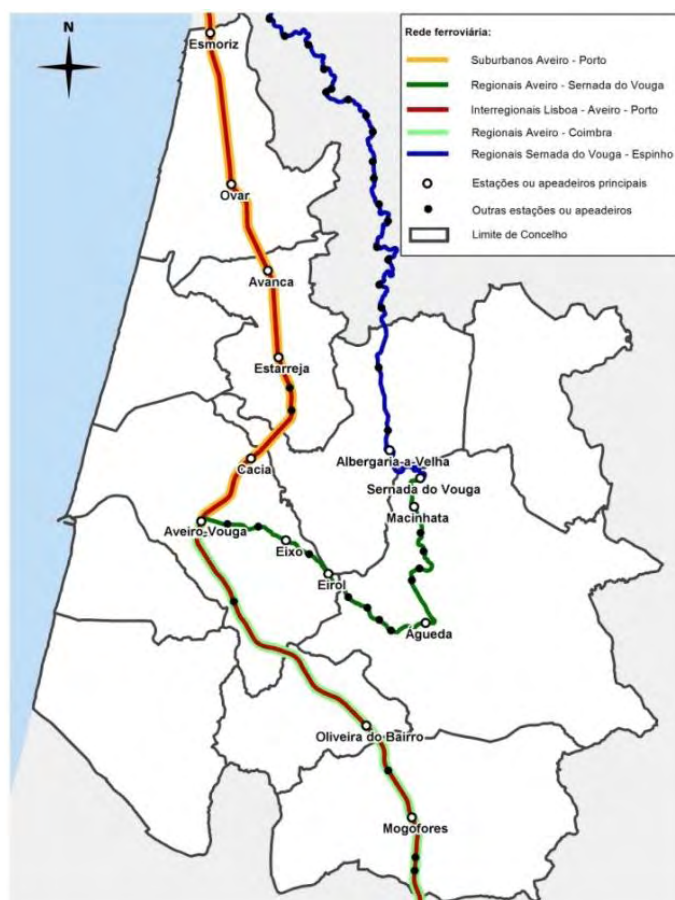 N
Rede ferroviária:
Suburbanos Aveiro - Porto
Regionais Aveiro - Sernada do Vouga
Interregionais Lisboa - Aveiro - Porto
Regionais Aveiro - Coimbra
Regionais Sernada do Vouga - Espinho
Estações ou apeadeiros principais
Outras estações ou apeadeiros
Limite de Concelho
Esmoriz
Ovar
Avanca
Estarreja
Albergaria-a-Velha
Cacia
Sernada do Vouga
Macinhata
Aveiro-Vouga
Eixo
Eirol
Águeda
Oliveira do Bairro
Mogofores